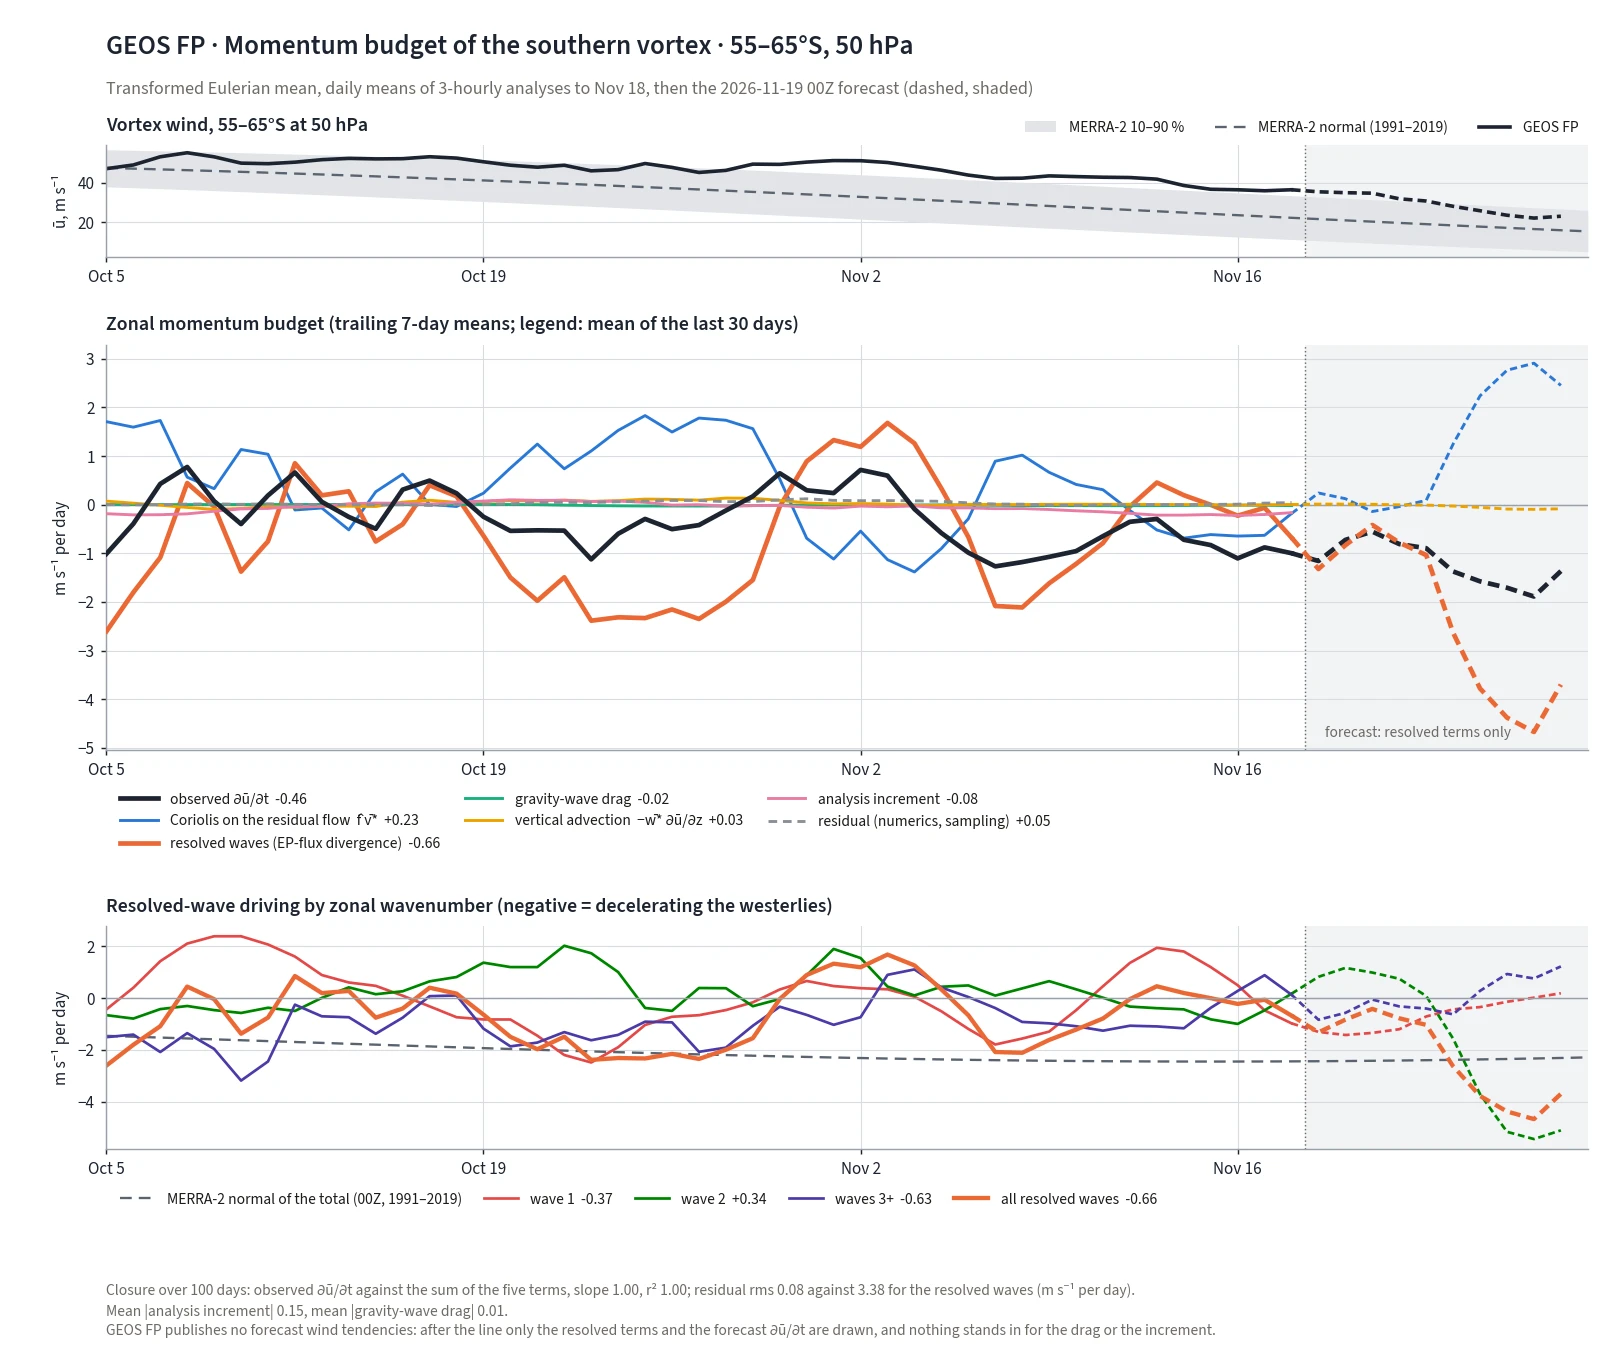 GEOS FP · Momentum budget of the southern vortex · 55–65°S, 50 hPa
Transformed Eulerian mean, daily means of 3-hourly analyses to Nov 18, then the 2026-11-19 00Z forecast (dashed, shaded)
Vortex wind, 55–65°S at 50 hPa
MERRA-2 10–90 %
MERRA-2 normal (1991–2019)
GEOS FP
ū, m s⁻¹
40
20
Oct 5
Oct 19
Nov 2
Nov 16
Zonal momentum budget (trailing 7-day means; legend: mean of the last 30 days)
m s⁻¹ per day
3
2
1
0
−1
−2
−3
−4
−5
forecast: resolved terms only
Oct 5
Oct 19
Nov 2
Nov 16
observed ∂ū/∂t -0.46
Coriolis on the residual flow f v̄* +0.23
resolved waves (EP-flux divergence) -0.66
gravity-wave drag -0.02
vertical advection −w̄* ∂ū/∂z +0.03
analysis increment -0.08
residual (numerics, sampling) +0.05
Resolved-wave driving by zonal wavenumber (negative = decelerating the westerlies)
m s⁻¹ per day
2
0
−2
−4
Oct 5
Oct 19
Nov 2
Nov 16
MERRA-2 normal of the total (00Z, 1991–2019)
wave 1 -0.37
wave 2 +0.34
waves 3+ -0.63
all resolved waves -0.66
Closure over 100 days: observed ∂ū/∂t against the sum of the five terms, slope 1.00, r² 1.00; residual rms 0.08 against 3.38 for the resolved waves (m s⁻¹ per day).
Mean |analysis increment| 0.15, mean |gravity-wave drag| 0.01.
GEOS FP publishes no forecast wind tendencies: after the line only the resolved terms and the forecast ∂ū/∂t are drawn, and nothing stands in for the drag or the increment.